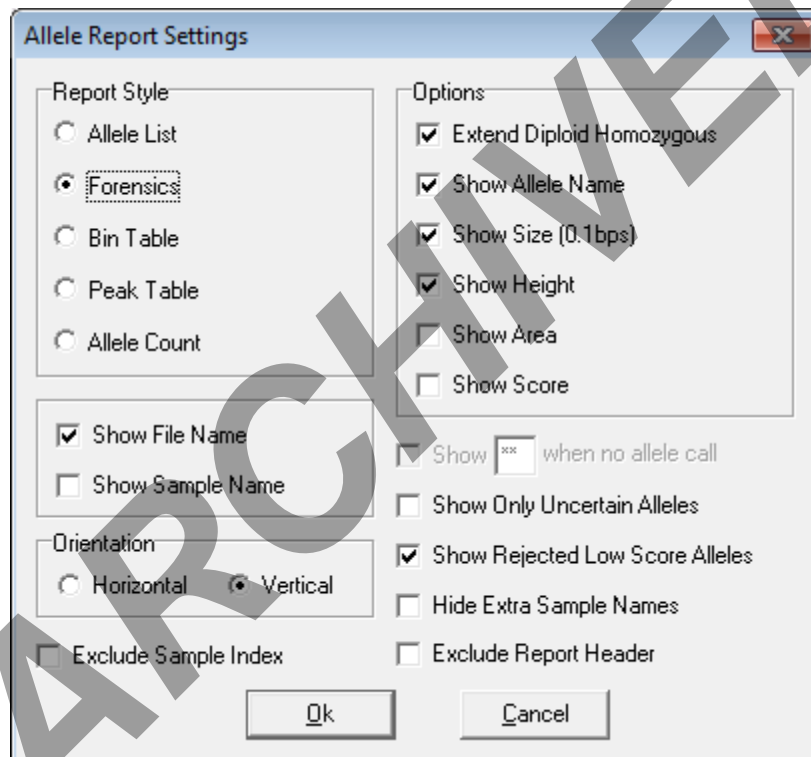 Allele Report Settings
Report Style
Allele List
Forensics
Bin Table
Peak Table
Allele Count
Show File Name
Show Sample Name
Orientation
Horizontal Vertical
Exclude Sample Index
Options
Extend Diploid Homozygous
Show Allele Name
Show Size (0.1bps)
Show Height
Show Area
Show Score
Show ** when no allele call
Show Only Uncertain Alleles
Show Rejected Low Score Alleles
Hide Extra Sample Names
Exclude Report Header
Ok Cancel
ARCHIVE